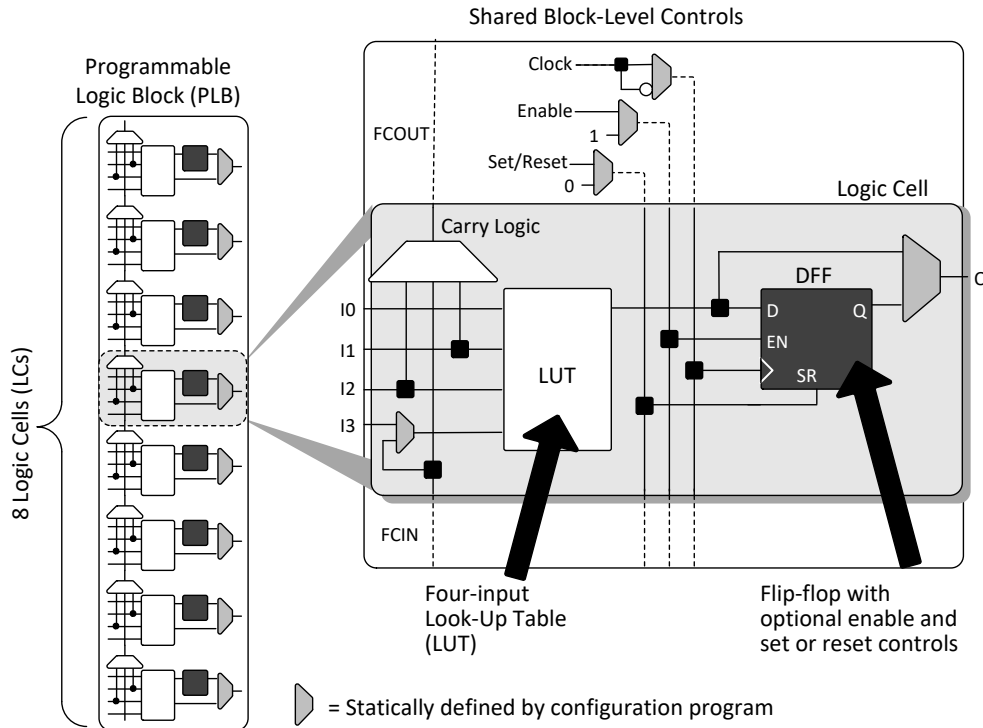 Shared Block-Level Controls
Programmable
Logic Block (PLB)
8 Logic Cells (LCs)
Clock
Enable
1
FCOUT
Set/Reset
0
Logic Cell
Carry Logic
DFF
O
I0
I1
I2
I3
LUT
D
Q
EN
SR
FCIN
Four-input
Look-Up Table
(LUT)
Flip-flop with
optional enable and
set or reset controls
= Statically defined by configuration program